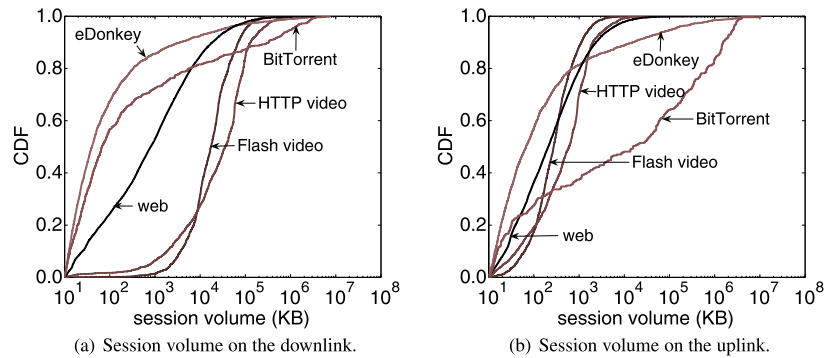 CDF
1.0
0.8
0.6
0.4
0.2
0.0
eDonkey
BitTorrent
HTTP video
Flash video
web
10^1 10^2 10^3 10^4 10^5 10^6 10^7 10^8
session volume (KB)
(a) Session volume on the downlink.
CDF
1.0
0.8
0.6
0.4
0.2
0.0
eDonkey
HTTP video
BitTorrent
Flash video
web
10^1 10^2 10^3 10^4 10^5 10^6 10^7 10^8
session volume (KB)
(b) Session volume on the uplink.